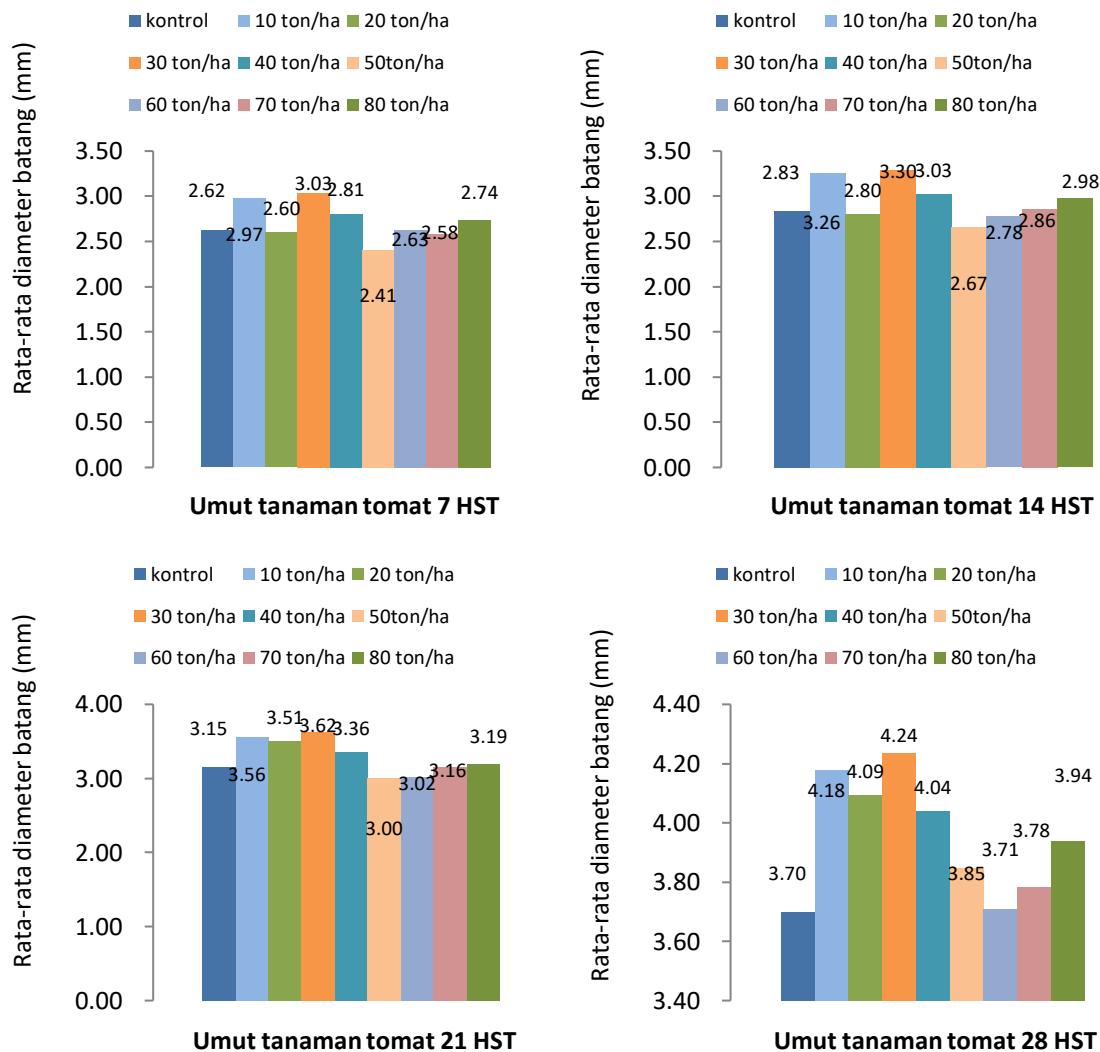 kontrol 10 ton/ha 20 ton/ha
30 ton/ha 40 ton/ha 50ton/ha
60 ton/ha 70 ton/ha 80 ton/ha
Rata-rata diameter batang (mm)
3.50
3.00
2.50
2.00
1.50
1.00
0.50
0.00
2.62 2.97 2.60 3.03 2.81 2.41 2.63 2.58 2.74
Umut tanaman tomat 7 HST
kontrol 10 ton/ha 20 ton/ha
30 ton/ha 40 ton/ha 50ton/ha
60 ton/ha 70 ton/ha 80 ton/ha
Rata-rata diameter batang (mm)
3.50
3.00
2.50
2.00
1.50
1.00
0.50
0.00
2.83 3.26 2.80 3.30 3.03 2.67 2.78 2.86 2.98
Umut tanaman tomat 14 HST
kontrol 10 ton/ha 20 ton/ha
30 ton/ha 40 ton/ha 50ton/ha
60 ton/ha 70 ton/ha 80 ton/ha
Rata-rata diameter batang (mm)
4.00
3.00
2.00
1.00
0.00
3.15 3.56 3.51 3.62 3.36 3.00 3.02 3.16 3.19
Umut tanaman tomat 21 HST
kontrol 10 ton/ha 20 ton/ha
30 ton/ha 40 ton/ha 50ton/ha
60 ton/ha 70 ton/ha 80 ton/ha
Rata-rata diameter batang (mm)
4.40
4.20
4.00
3.80
3.60
3.40
3.70 4.18 4.09 4.24 4.04 3.85 3.71 3.78 3.94
Umut tanaman tomat 28 HST